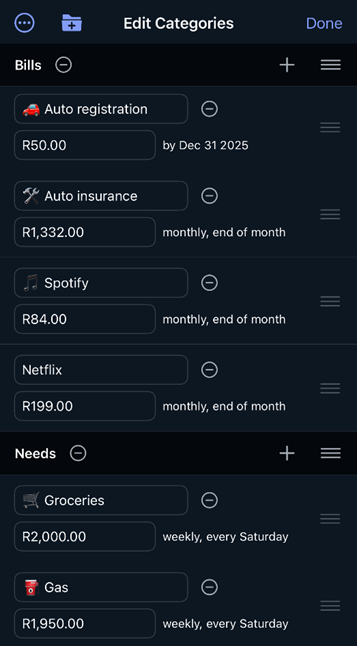 Edit Categories
Done
Bills
Auto registration
R50.00 by Dec 31 2025
Auto insurance
R1,332.00 monthly, end of month
Spotify
R84.00 monthly, end of month
Netflix
R199.00 monthly, end of month
Needs
Groceries
R2,000.00 weekly, every Saturday
Gas
R1,950.00 weekly, every Saturday